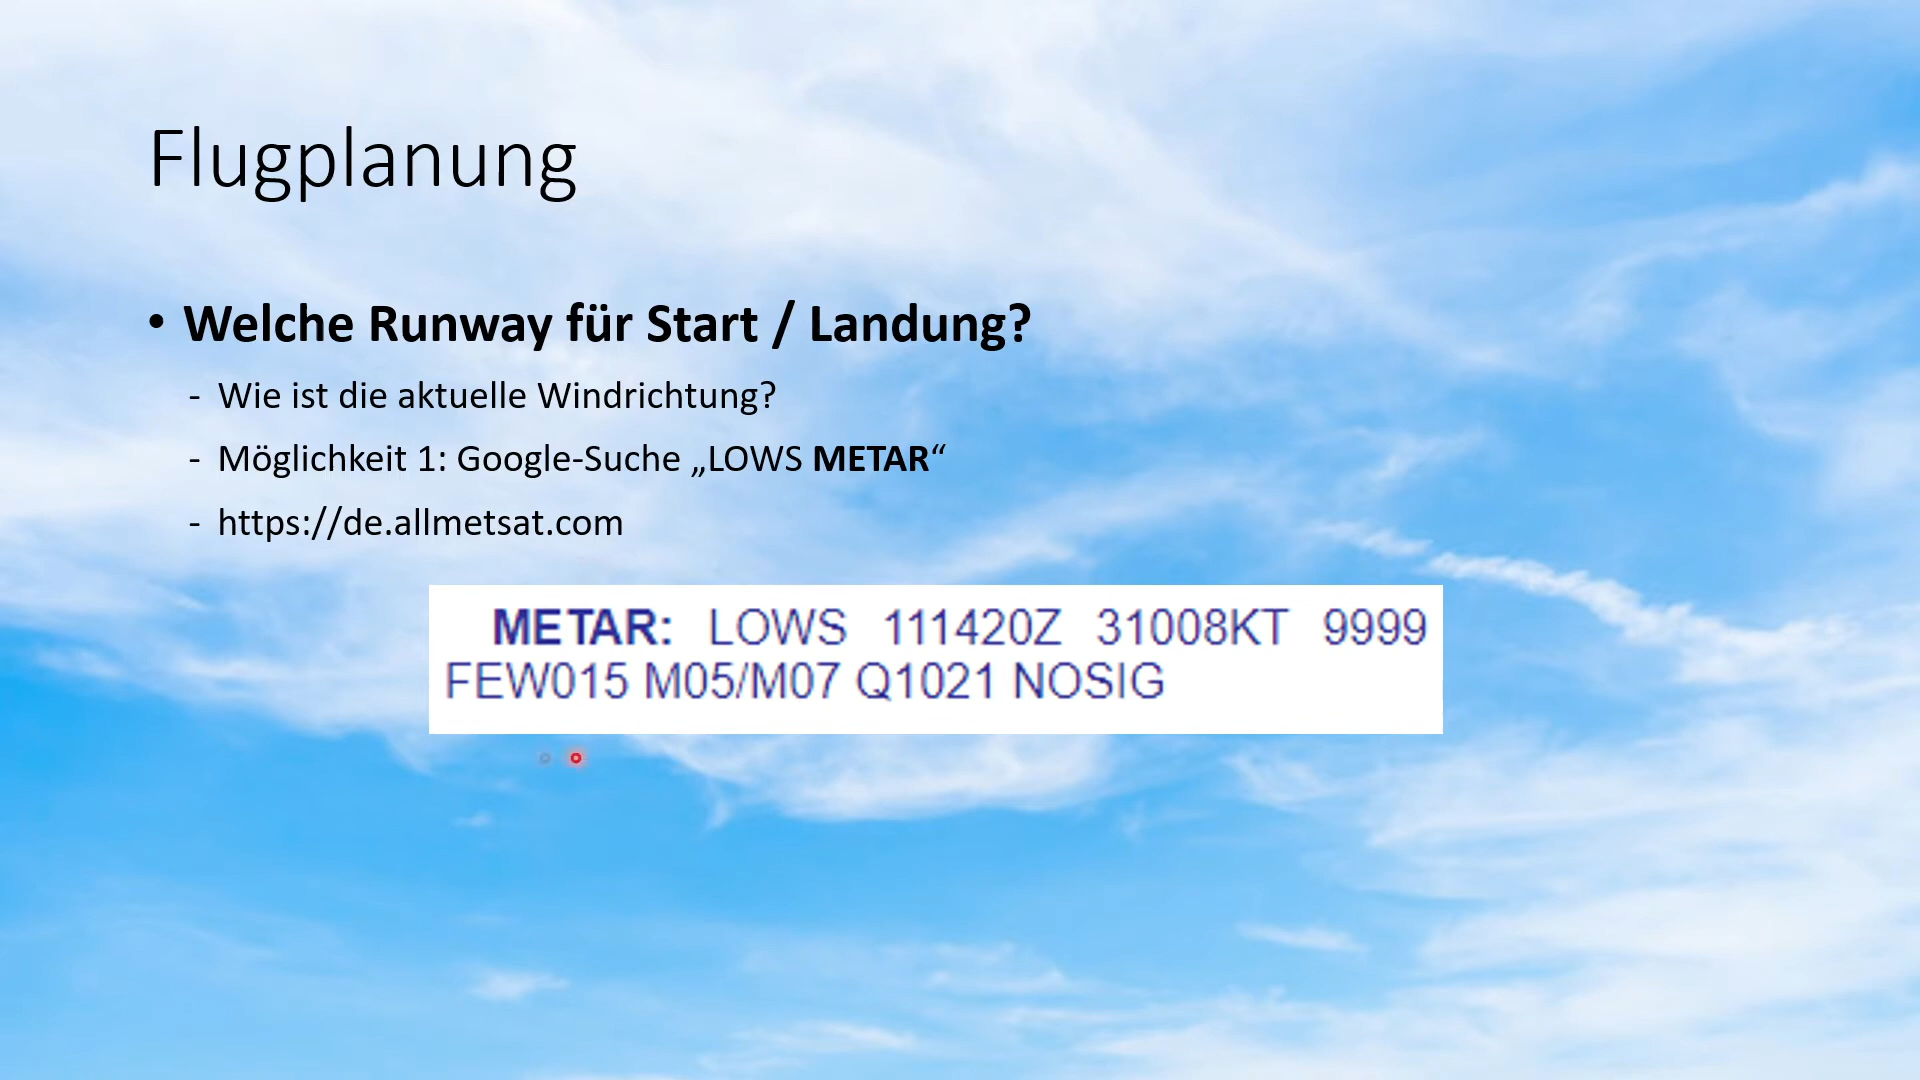 Flugplanung
• Welche Runway für Start / Landung?
- Wie ist die aktuelle Windrichtung?
- Möglichkeit 1: Google-Suche „LOWS METAR“
- https://de.allmetsat.com
METAR: LOWS 111420Z 31008KT 9999
FEW015 M05/M07 Q1021 NOSIG